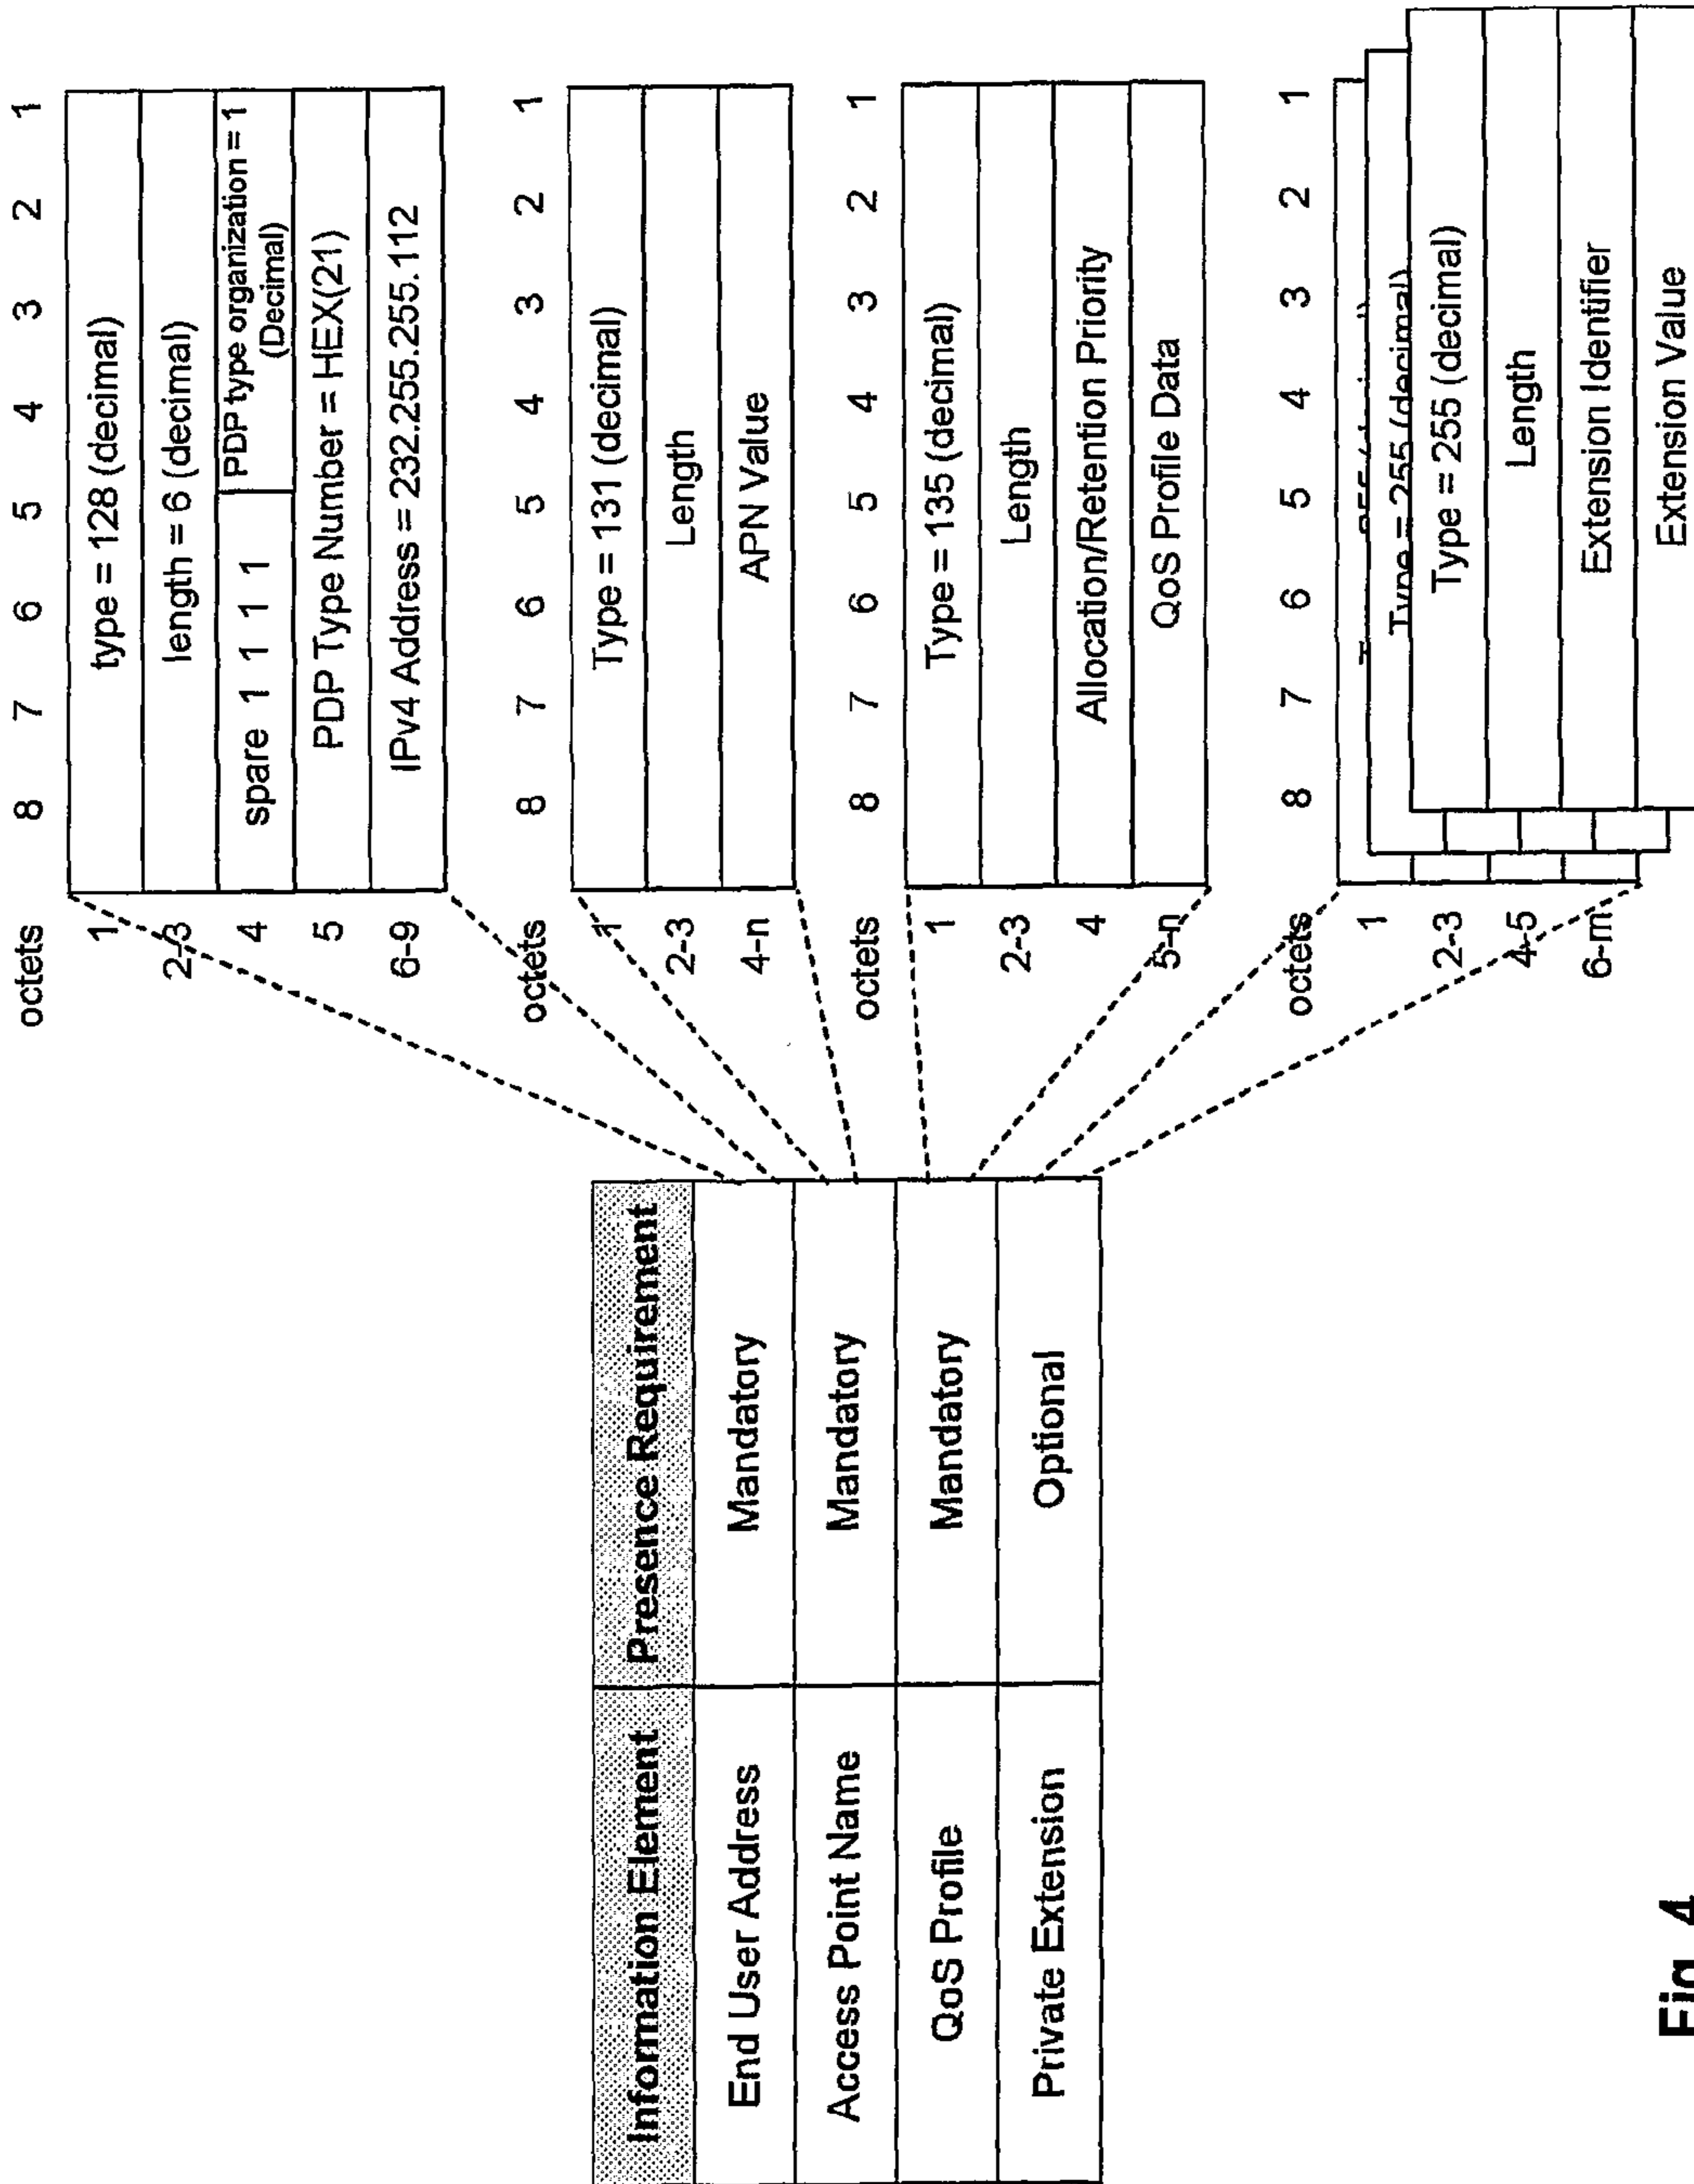 Information Element Presence Requirement
End User Address Mandatory
Access Point Name Mandatory
QoS Profile Mandatory
Private Extension Optional
octets 8 7 6 5 4 3 2 1
1 type = 128 (decimal)
2-3 length = 6 (decimal)
4 spare 1 1 1 1 PDP type organization = 1
(Decimal)
5 PDP Type Number = HEX(21)
6-9 IPv4 Address = 232.255.255.112
octets 8 7 6 5 4 3 2 1
1 Type = 131 (decimal)
2-3 Length
4-n APN Value
octets 8 7 6 5 4 3 2 1
1 Type = 135 (decimal)
2-3 Length
4 Allocation/Retention Priority
5-n QoS Profile Data
octets 8 7 6 5 4 3 2 1
Type = 255 (decimal)
1 Type = 255 (decimal)
2-3 Length
4-5 Extension Identifier
6-m Extension Value
Fig. 4